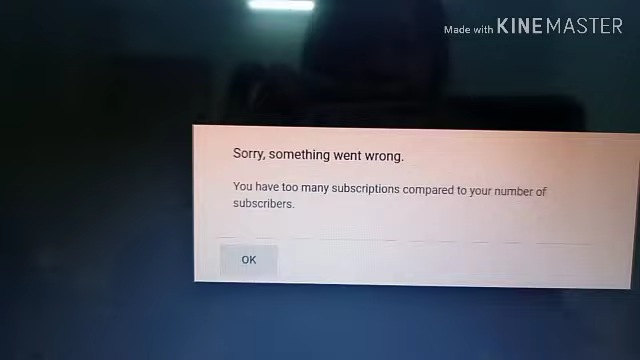 Made with KINEMASTER
Sorry, something went wrong.
You have too many subscriptions compared to your number of
subscribers.
OK